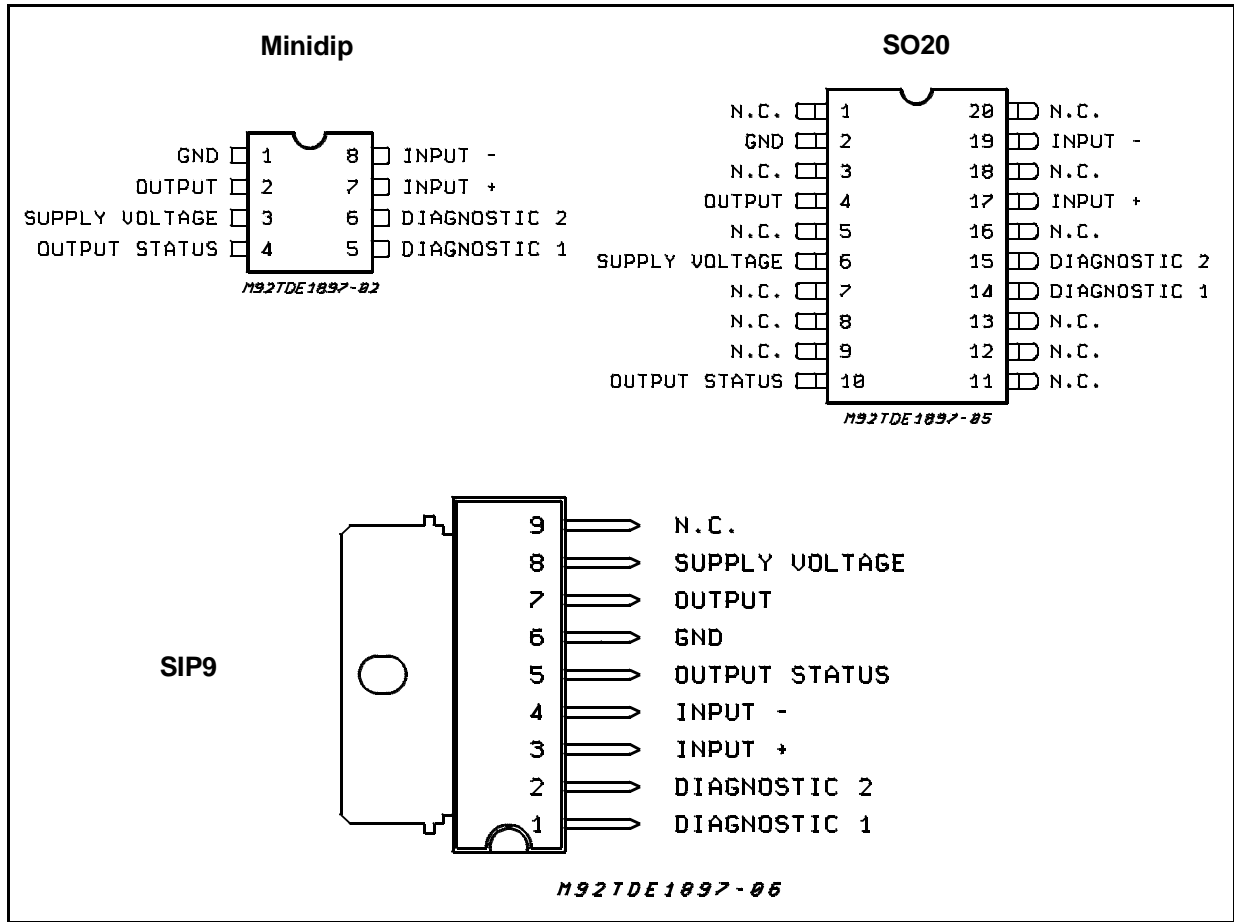 Minidip
GND 1 8 INPUT -
OUTPUT 2 7 INPUT +
SUPPLY VOLTAGE 3 6 DIAGNOSTIC 2
OUTPUT STATUS 4 5 DIAGNOSTIC 1
M92TDE1897-02
SO20
N.C. 1 20 N.C.
GND 2 19 INPUT -
N.C. 3 18 N.C.
OUTPUT 4 17 INPUT +
N.C. 5 16 N.C.
SUPPLY VOLTAGE 6 15 DIAGNOSTIC 2
N.C. 7 14 DIAGNOSTIC 1
N.C. 8 13 N.C.
N.C. 9 12 N.C.
OUTPUT STATUS 10 11 N.C.
M92TDE1897-05
SIP9
9 N.C.
8 SUPPLY VOLTAGE
7 OUTPUT
6 GND
5 OUTPUT STATUS
4 INPUT -
3 INPUT +
2 DIAGNOSTIC 2
1 DIAGNOSTIC 1
M92TDE1897-06